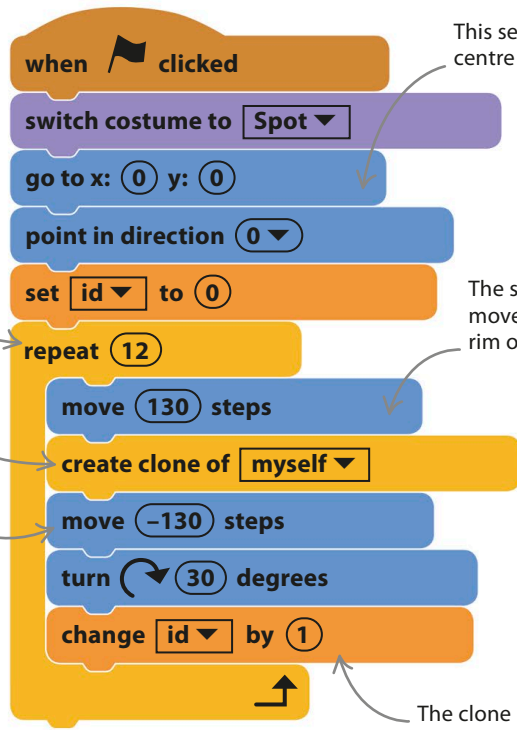 This se
centre
when clicked
switch costume to Spot
go to x: 0 y: 0
point in direction 0
set id to 0
The s
move
rim o
repeat 12
move 130 steps
create clone of myself
move –130 steps
turn 30 degrees
change id by 1
The clone